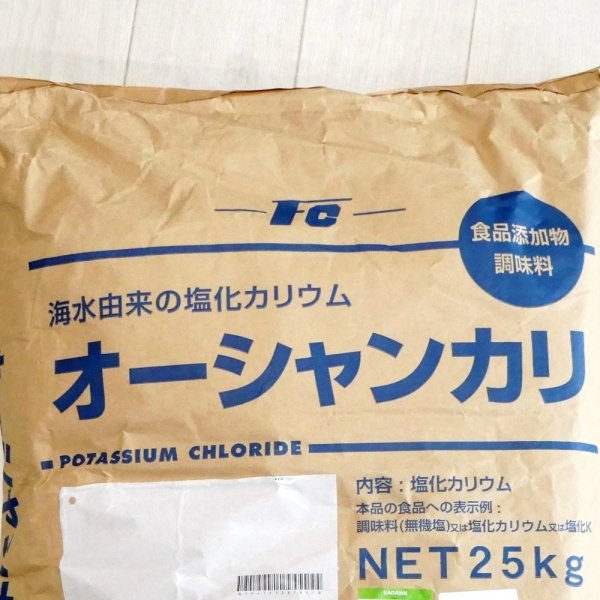 Fc
食品添加物
調味料
海水由来の塩化カリウム
オーシャンカリ
POTASSIUM CHLORIDE
内容：塩化カリウム
本品の食品への表示例：
調味料(無機塩)又は塩化カリウム又は塩化K
NET 25kg
SAGAWA